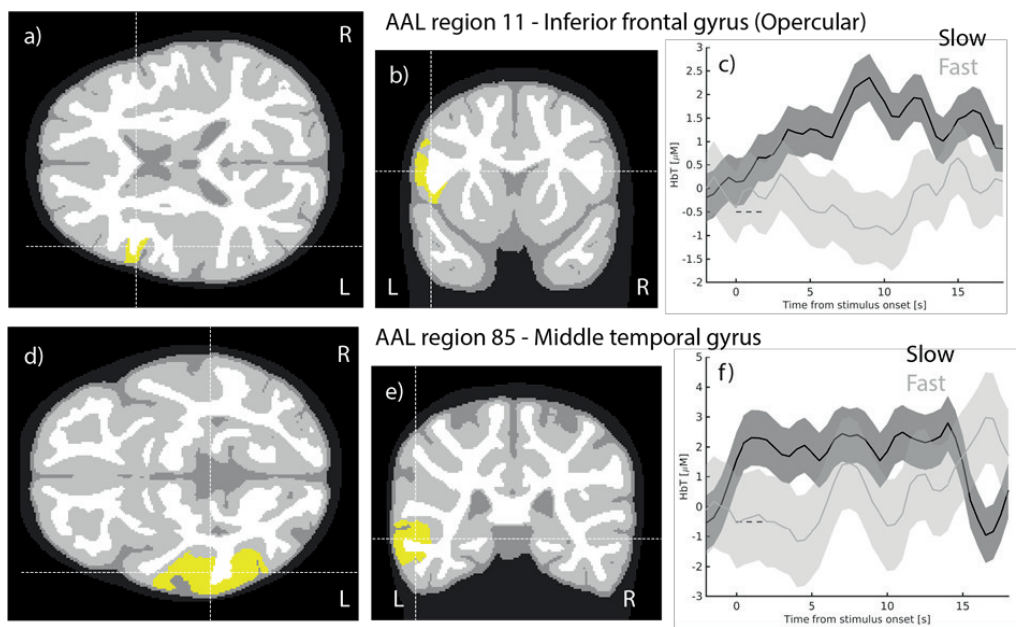 AAL region 11 - Inferior frontal gyrus (Opercular)
a)
R
L
b)
L
R
c)
Slow
Fast
HbT [μM]
3
2.5
2
1.5
1
0.5
0
-0.5
-1
-1.5
-2
0
5
10
15
Time from stimulus onset [s]
AAL region 85 - Middle temporal gyrus
d)
R
L
e)
L
R
f)
Slow
Fast
HbT [μM]
5
4
3
2
1
0
-1
-2
-3
0
5
10
15
Time from stimulus onset [s]